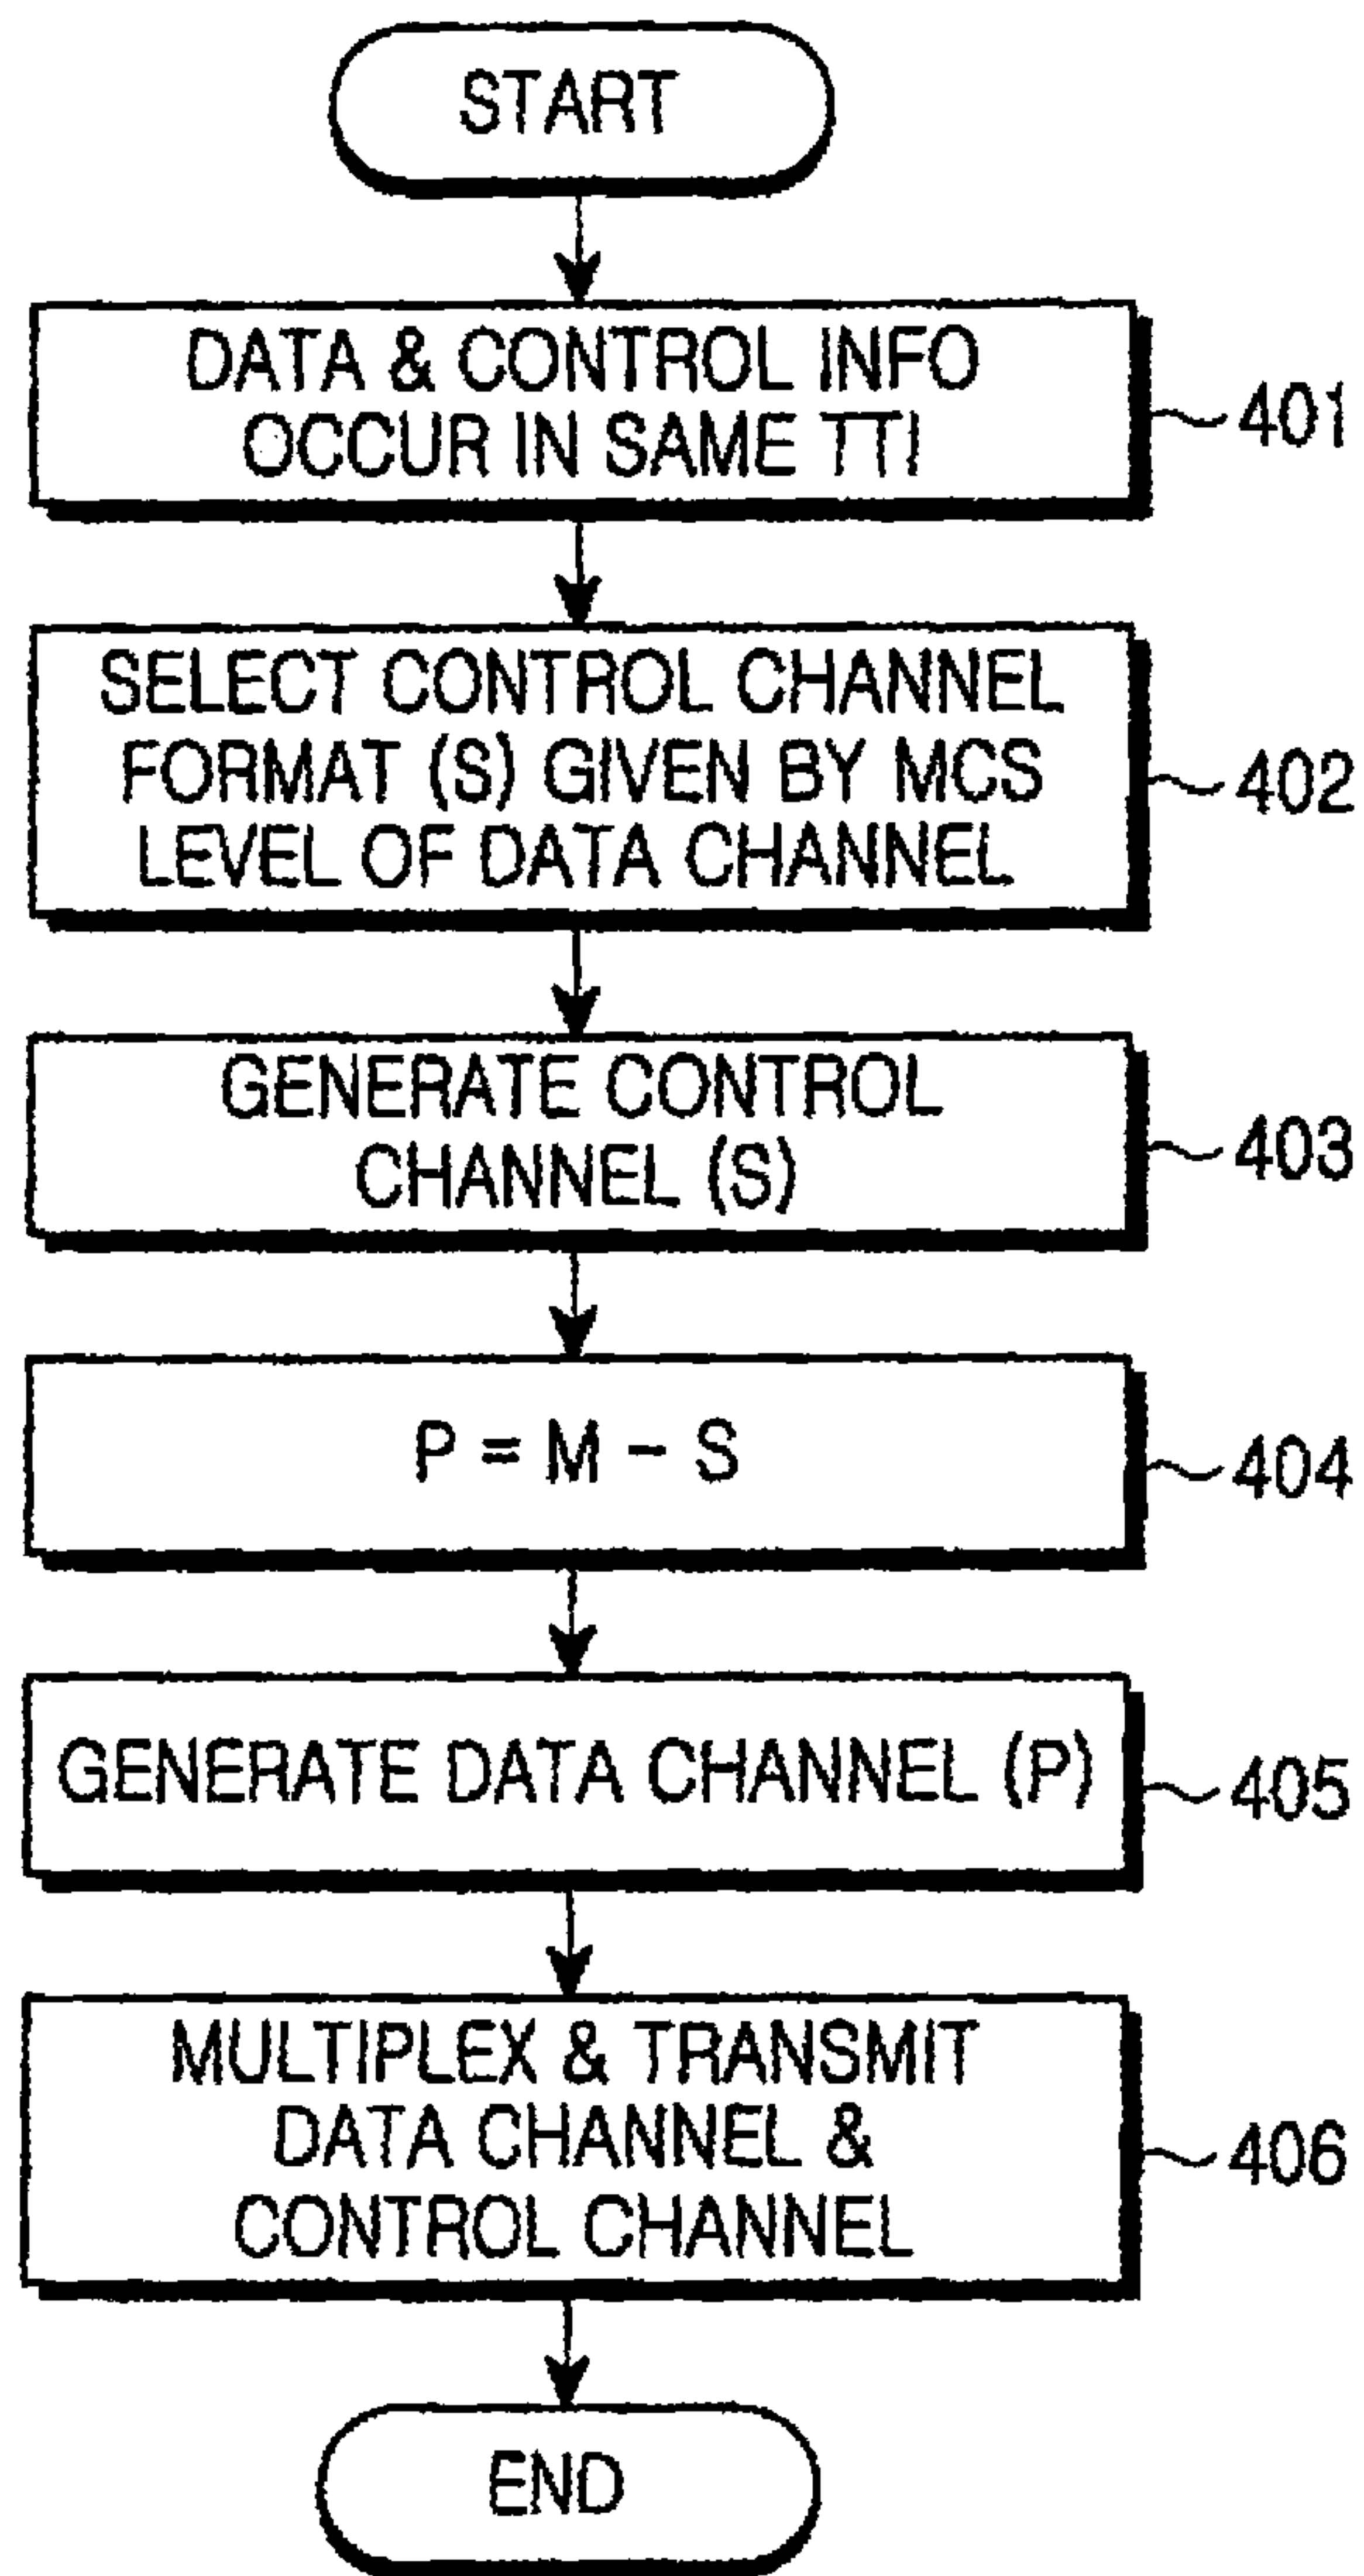 START
DATA & CONTROL INFO
OCCUR IN SAME TTI
401
SELECT CONTROL CHANNEL
FORMAT (S) GIVEN BY MCS
LEVEL OF DATA CHANNEL
402
GENERATE CONTROL
CHANNEL (S)
403
P = M - S
404
GENERATE DATA CHANNEL (P)
405
MULTIPLEX & TRANSMIT
DATA CHANNEL &
CONTROL CHANNEL
406
END